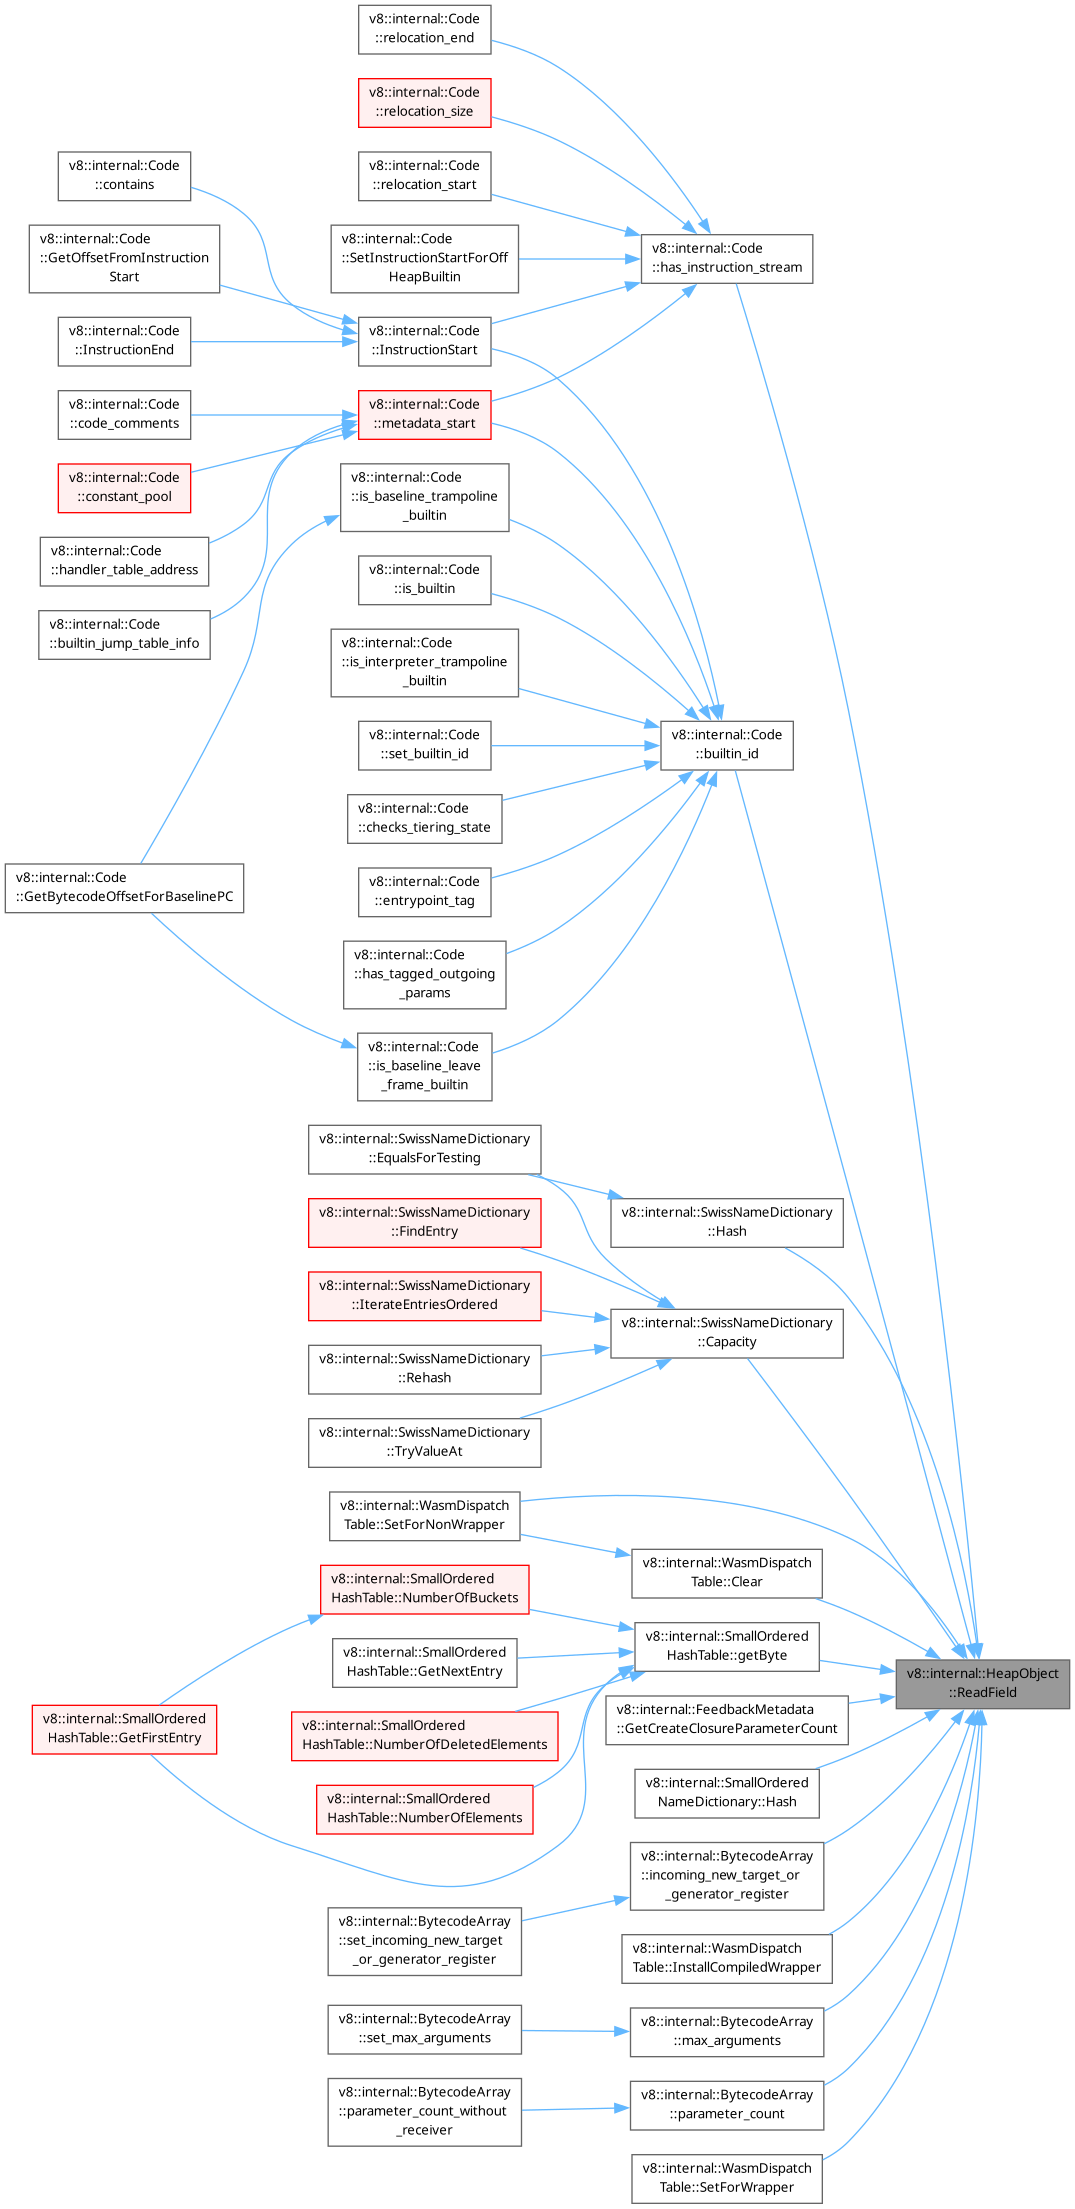 v8::internal::Code
::relocation_end
v8::internal::Code
::relocation_size
v8::internal::Code
::contains
v8::internal::Code
::relocation_start
v8::internal::Code
::GetOffsetFromInstruction
Start
v8::internal::Code
::SetInstructionStartForOff
HeapBuiltin
v8::internal::Code
::has_instruction_stream
v8::internal::Code
::InstructionEnd
v8::internal::Code
::InstructionStart
v8::internal::Code
::code_comments
v8::internal::Code
::metadata_start
v8::internal::Code
::constant_pool
v8::internal::Code
::is_baseline_trampoline
_builtin
v8::internal::Code
::handler_table_address
v8::internal::Code
::is_builtin
v8::internal::Code
::builtin_jump_table_info
v8::internal::Code
::is_interpreter_trampoline
_builtin
v8::internal::Code
::set_builtin_id
v8::internal::Code
::builtin_id
v8::internal::Code
::checks_tiering_state
v8::internal::Code
::GetBytecodeOffsetForBaselinePC
v8::internal::Code
::entrypoint_tag
v8::internal::Code
::has_tagged_outgoing
_params
v8::internal::Code
::is_baseline_leave
_frame_builtin
v8::internal::SwissNameDictionary
::EqualsForTesting
v8::internal::SwissNameDictionary
::FindEntry
v8::internal::SwissNameDictionary
::Hash
v8::internal::SwissNameDictionary
::IterateEntriesOrdered
v8::internal::SwissNameDictionary
::Capacity
v8::internal::SwissNameDictionary
::Rehash
v8::internal::SwissNameDictionary
::TryValueAt
v8::internal::WasmDispatch
Table::SetForNonWrapper
v8::internal::WasmDispatch
Table::Clear
v8::internal::SmallOrdered
HashTable::NumberOfBuckets
v8::internal::SmallOrdered
HashTable::getByte
v8::internal::SmallOrdered
HashTable::GetNextEntry
v8::internal::HeapObject
::ReadField
v8::internal::SmallOrdered
HashTable::GetFirstEntry
v8::internal::SmallOrdered
HashTable::NumberOfDeletedElements
v8::internal::FeedbackMetadata
::GetCreateClosureParameterCount
v8::internal::SmallOrdered
HashTable::NumberOfElements
v8::internal::SmallOrdered
NameDictionary::Hash
v8::internal::BytecodeArray
::incoming_new_target_or
_generator_register
v8::internal::BytecodeArray
::set_incoming_new_target
_or_generator_register
v8::internal::WasmDispatch
Table::InstallCompiledWrapper
v8::internal::BytecodeArray
::set_max_arguments
v8::internal::BytecodeArray
::max_arguments
v8::internal::BytecodeArray
::parameter_count_without
_receiver
v8::internal::BytecodeArray
::parameter_count
v8::internal::WasmDispatch
Table::SetForWrapper